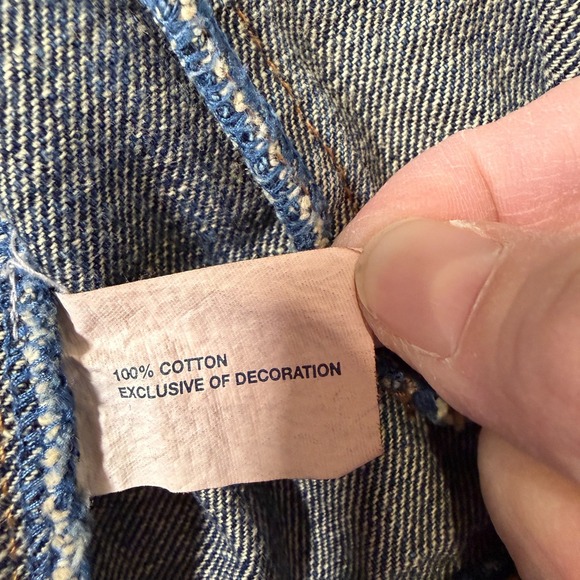 100% COTTON
EXCLUSIVE OF DECORATION